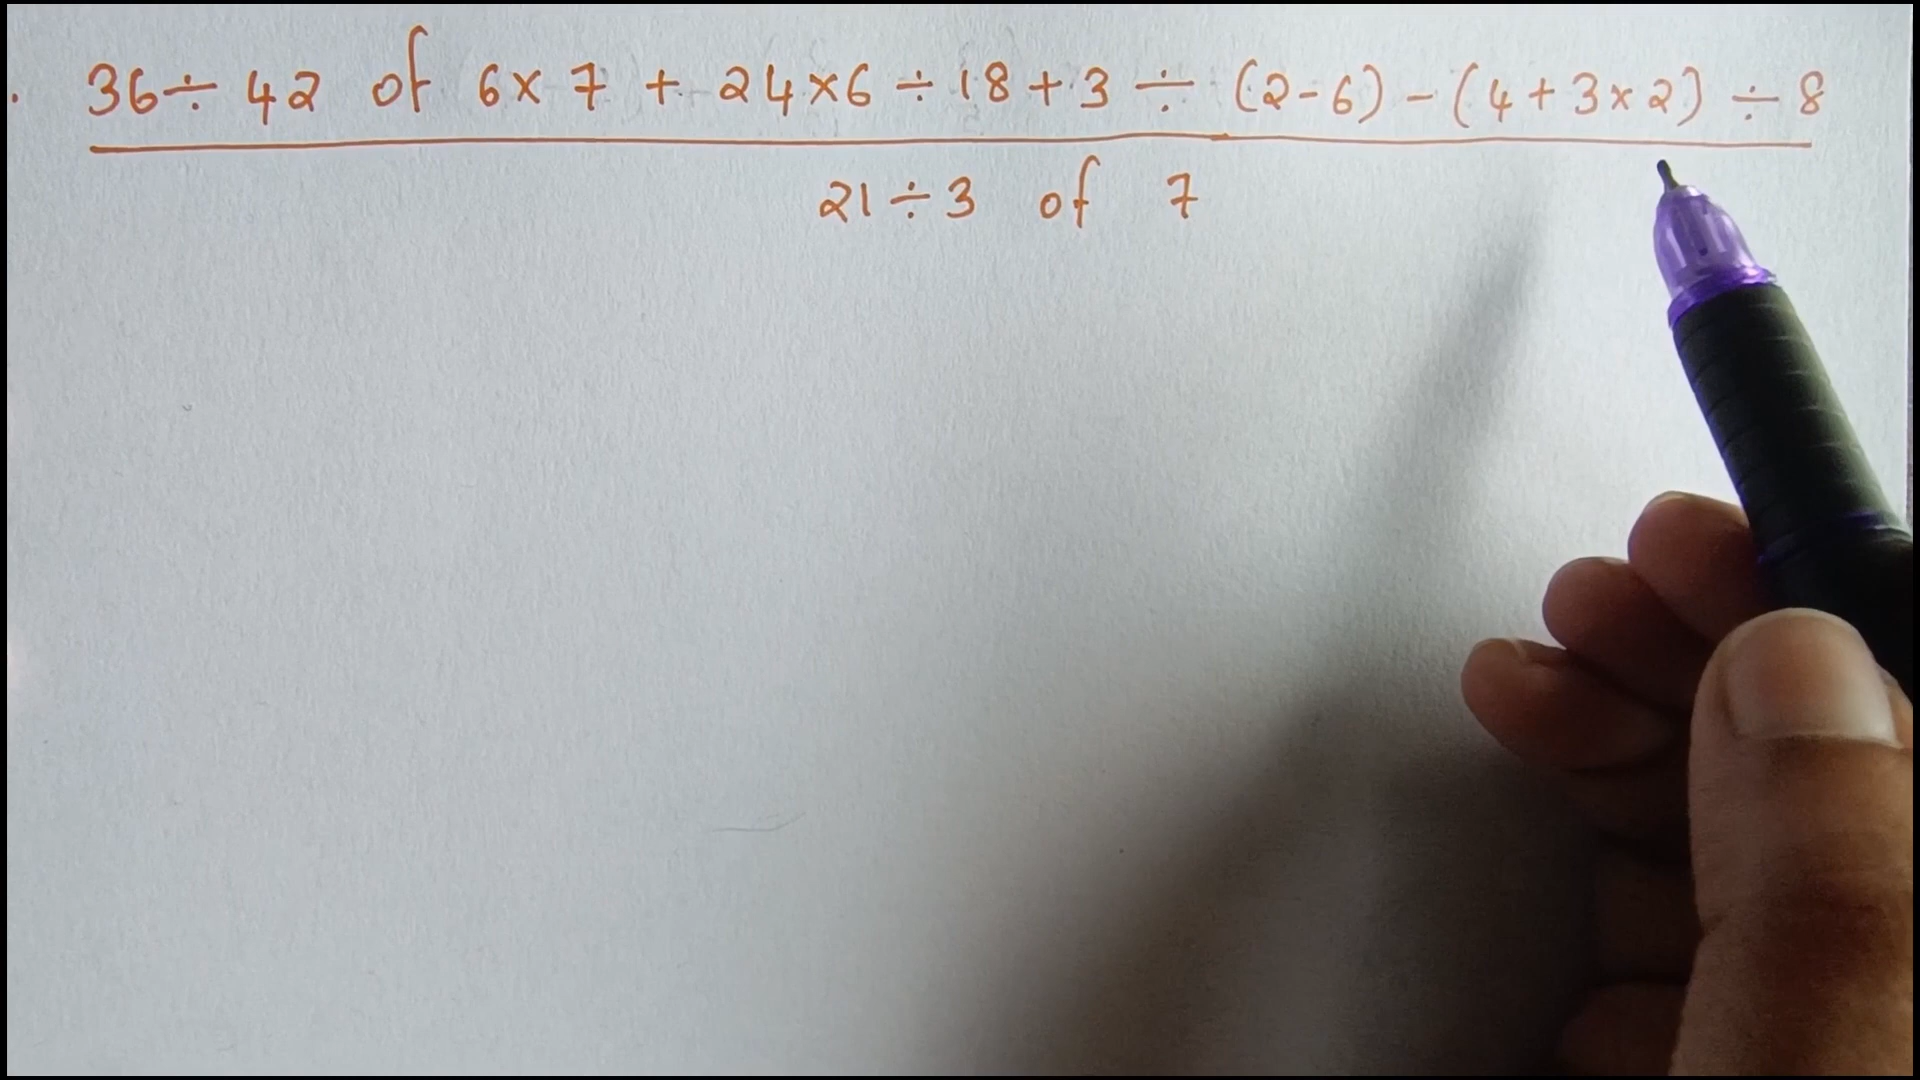 36 ÷ 42 of 6 × 7 + 24 × 6 ÷ 18 + 3 ÷ (2 - 6) - (4 + 3 × 2) ÷ 8
21 ÷ 3 of 7